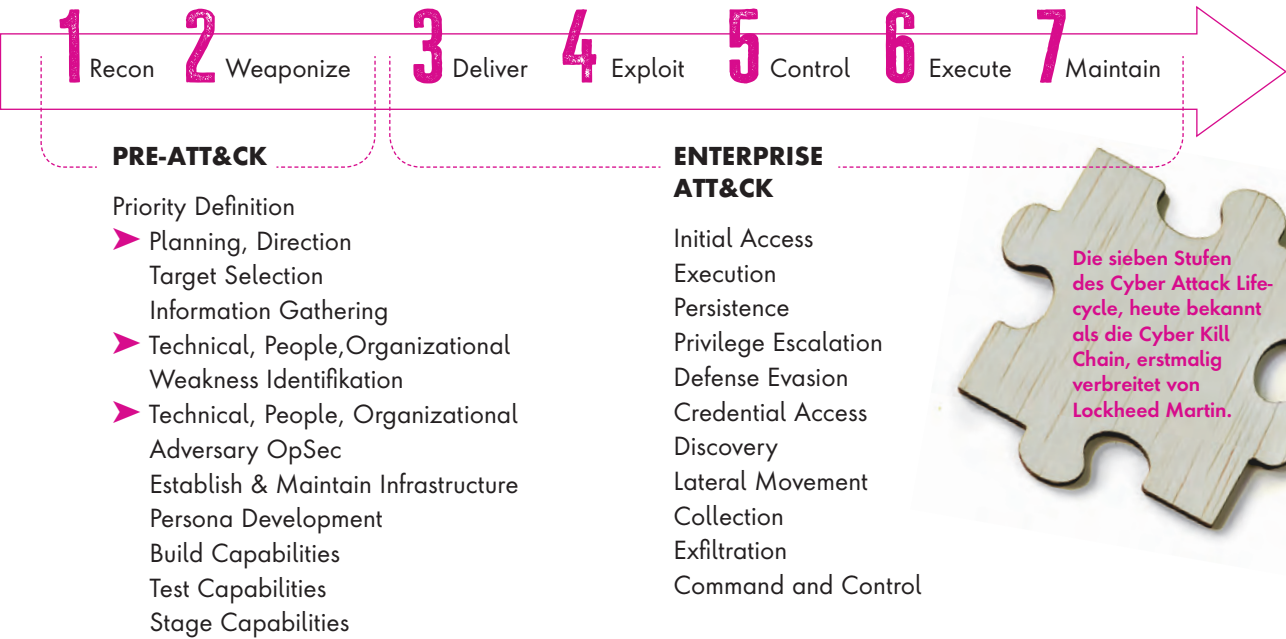 1 Recon 2 Weaponize 3 Deliver 4 Exploit 5 Control 6 Execute 7 Maintain
PRE-ATT&CK
Priority Definition
➤ Planning, Direction
Target Selection
Information Gathering
➤ Technical, People,Organizational
Weakness Identifikation
➤ Technical, People, Organizational
Adversary OpSec
Establish & Maintain Infrastructure
Persona Development
Build Capabilities
Test Capabilities
Stage Capabilities
ENTERPRISE
ATT&CK
Initial Access
Execution
Persistence
Privilege Escalation
Defense Evasion
Credential Access
Discovery
Lateral Movement
Collection
Exfiltration
Command and Control
Die sieben Stufen
des Cyber Attack Life-
cycle, heute bekannt
als die Cyber Kill
Chain, erstmalig
verbreitet von
Lockheed Martin.